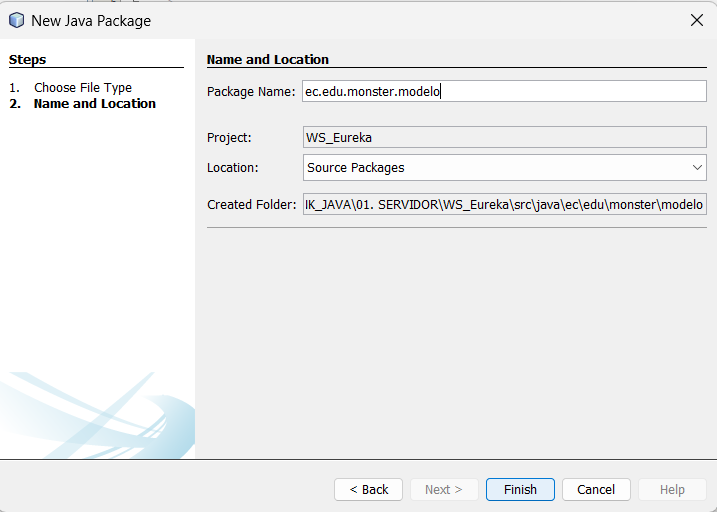 New Java Package
Steps
1. Choose File Type
2. Name and Location
Name and Location
Package Name: ec.edu.monster.modelo
Project: WS_Eureka
Location: Source Packages
Created Folder: IK_JAVA\01. SERVIDOR\WS_Eureka\src\java\ec\edu\monster\modelo
< Back Next > Finish Cancel Help